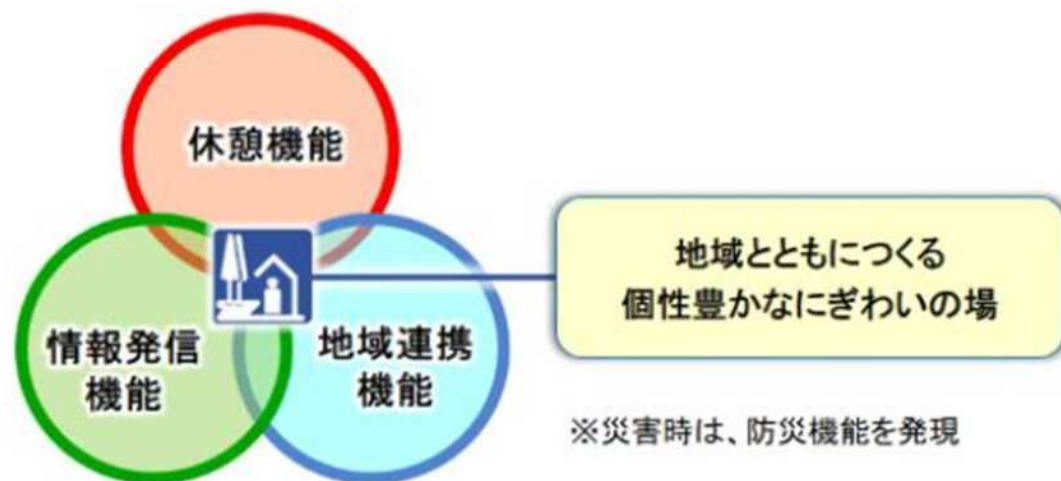 休憩機能
情報発信
機能
地域連携
機能
地域とともにつくる
個性豊かなにぎわいの場
※災害時は、防災機能を発現